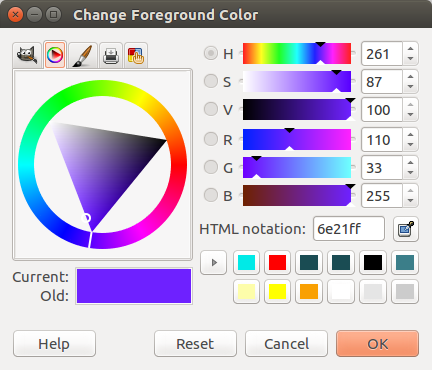 Change Foreground Color
H 261
S 87
V 100
R 110
G 33
B 255
HTML notation: 6e21ff
Current:
Old:
Help Reset Cancel OK